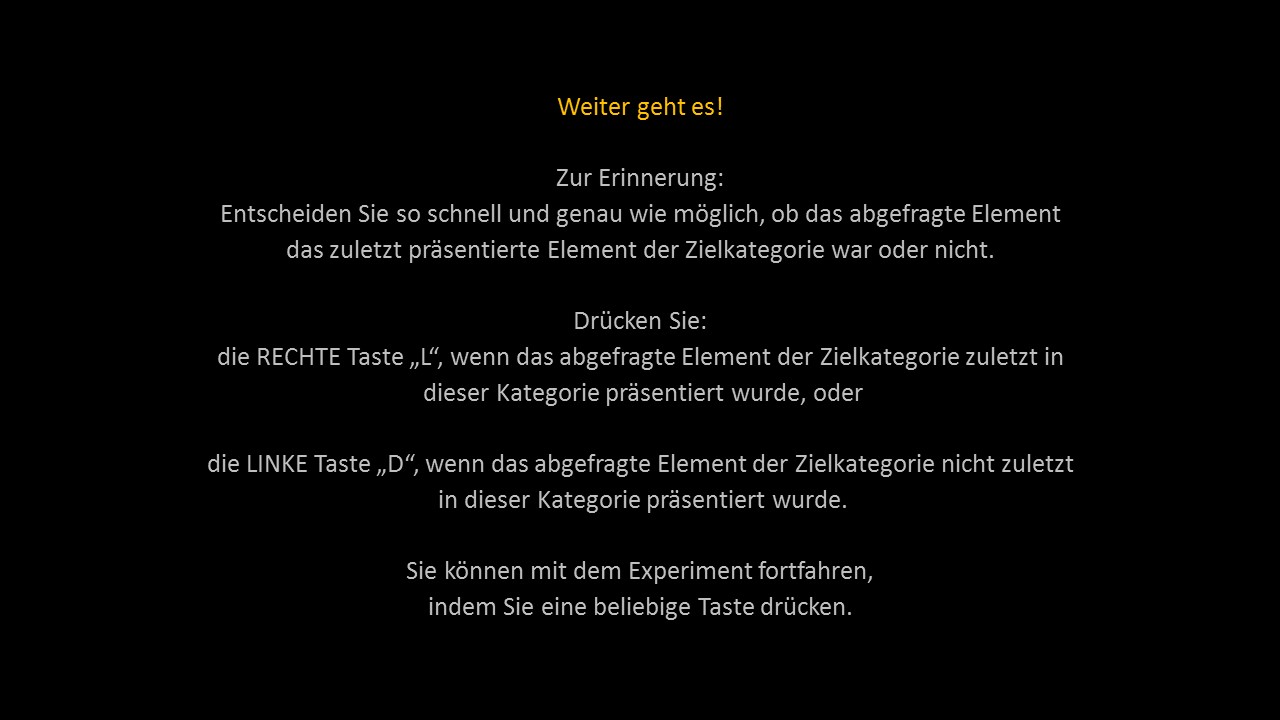 Weiter geht es!
Zur Erinnerung:
Entscheiden Sie so schnell und genau wie möglich, ob das abgefragte Element
das zuletzt präsentierte Element der Zielkategorie war oder nicht.
Drücken Sie:
die RECHTE Taste „L“, wenn das abgefragte Element der Zielkategorie zuletzt in
dieser Kategorie präsentiert wurde, oder
die LINKE Taste „D“, wenn das abgefragte Element der Zielkategorie nicht zuletzt
in dieser Kategorie präsentiert wurde.
Sie können mit dem Experiment fortfahren,
indem Sie eine beliebige Taste drücken.